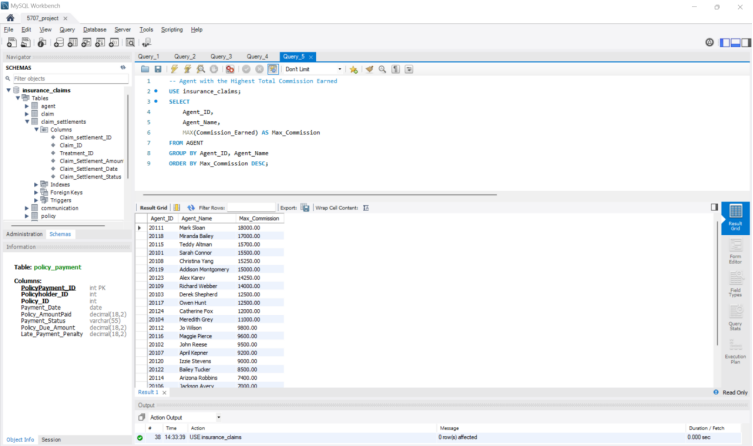 MySQL Workbench
5707_project
File Edit View Query Database Server Tools Scripting Help
Navigator
SCHEMAS
Filter objects
insurance_claims
Tables
agent
claim
claim_settlements
Columns
Claim_settlement_ID
Claim_ID
Treatment_ID
Claim_Settlement_Amoun
Claim_Settlement_Date
Claim_Settlement_Status
Indexes
Foreign Keys
Triggers
communication
policy
Administration Schemas
Information
Table: policy_payment
Columns:
PolicyPayment_ID int PK
Policyholder_ID int
Policy_ID int
Payment_Date date
Policy_AmountPaid decimal(18,2)
Payment_Status varchar(55)
Policy_Due_Amount decimal(18,2)
Late_Payment_Penalty decimal(18,2)
Object Info Session
Query_1 Query_2 Query_3 Query_4 Query_5
Don't Limit
1 -- Agent with the Highest Total Commission Earned
2 USE insurance_claims;
3 SELECT
4 Agent_ID,
5 Agent_Name,
6 MAX(Commission_Earned) AS Max_Commission
7 FROM AGENT
8 GROUP BY Agent_ID, Agent_Name
9 ORDER BY Max_Commission DESC;
Result Grid Filter Rows: Export: Wrap Cell Content:
Agent_ID Agent_Name Max_Commission
20111 Mark Sloan 18000.00
20118 Miranda Bailey 17000.00
20115 Teddy Altman 15700.00
20101 Sarah Connor 15500.00
20108 Christina Yang 15250.00
20119 Addison Montgomery 15000.00
20123 Alex Karev 14250.00
20109 Richard Webber 14000.00
20103 Derek Shepherd 12500.00
20117 Owen Hunt 12500.00
20124 Catherine Fox 12000.00
20104 Meredith Grey 11000.00
20112 Jo Wilson 9800.00
20116 Maggie Pierce 9600.00
20102 John Reese 9500.00
20107 April Kepner 9200.00
20120 Izzie Stevens 9000.00
20122 Bailey Tucker 8500.00
20114 Arizona Robbins 7400.00
20106 Jackson Avery 7000.00
Result Grid
Form Editor
Field Types
Query Stats
Execution Plan
Result 1
Read Only
Output
Action Output
# Time Action Message Duration / Fetch
38 14:33:39 USE insurance_claims 0 row(s) affected 0.000 sec